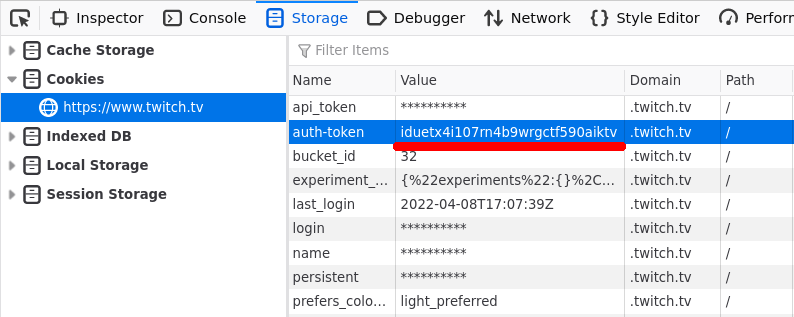 Inspector Console Storage Debugger Network Style Editor Perforr
Cache Storage
Cookies
https://www.twitch.tv
Indexed DB
Local Storage
Session Storage
Filter Items
Name Value Domain Path
api_token ********** .twitch.tv /
auth-token iduetx4i107rn4b9wrgctf590aiktv .twitch.tv /
bucket_id 32 .twitch.tv /
experiment_... {%22experiments%22:{}%2C... .twitch.tv /
last_login 2022-04-08T17:07:39Z .twitch.tv /
login ********** .twitch.tv /
name ********** .twitch.tv /
persistent ********** .twitch.tv /
prefers_colo... light_preferred .twitch.tv /